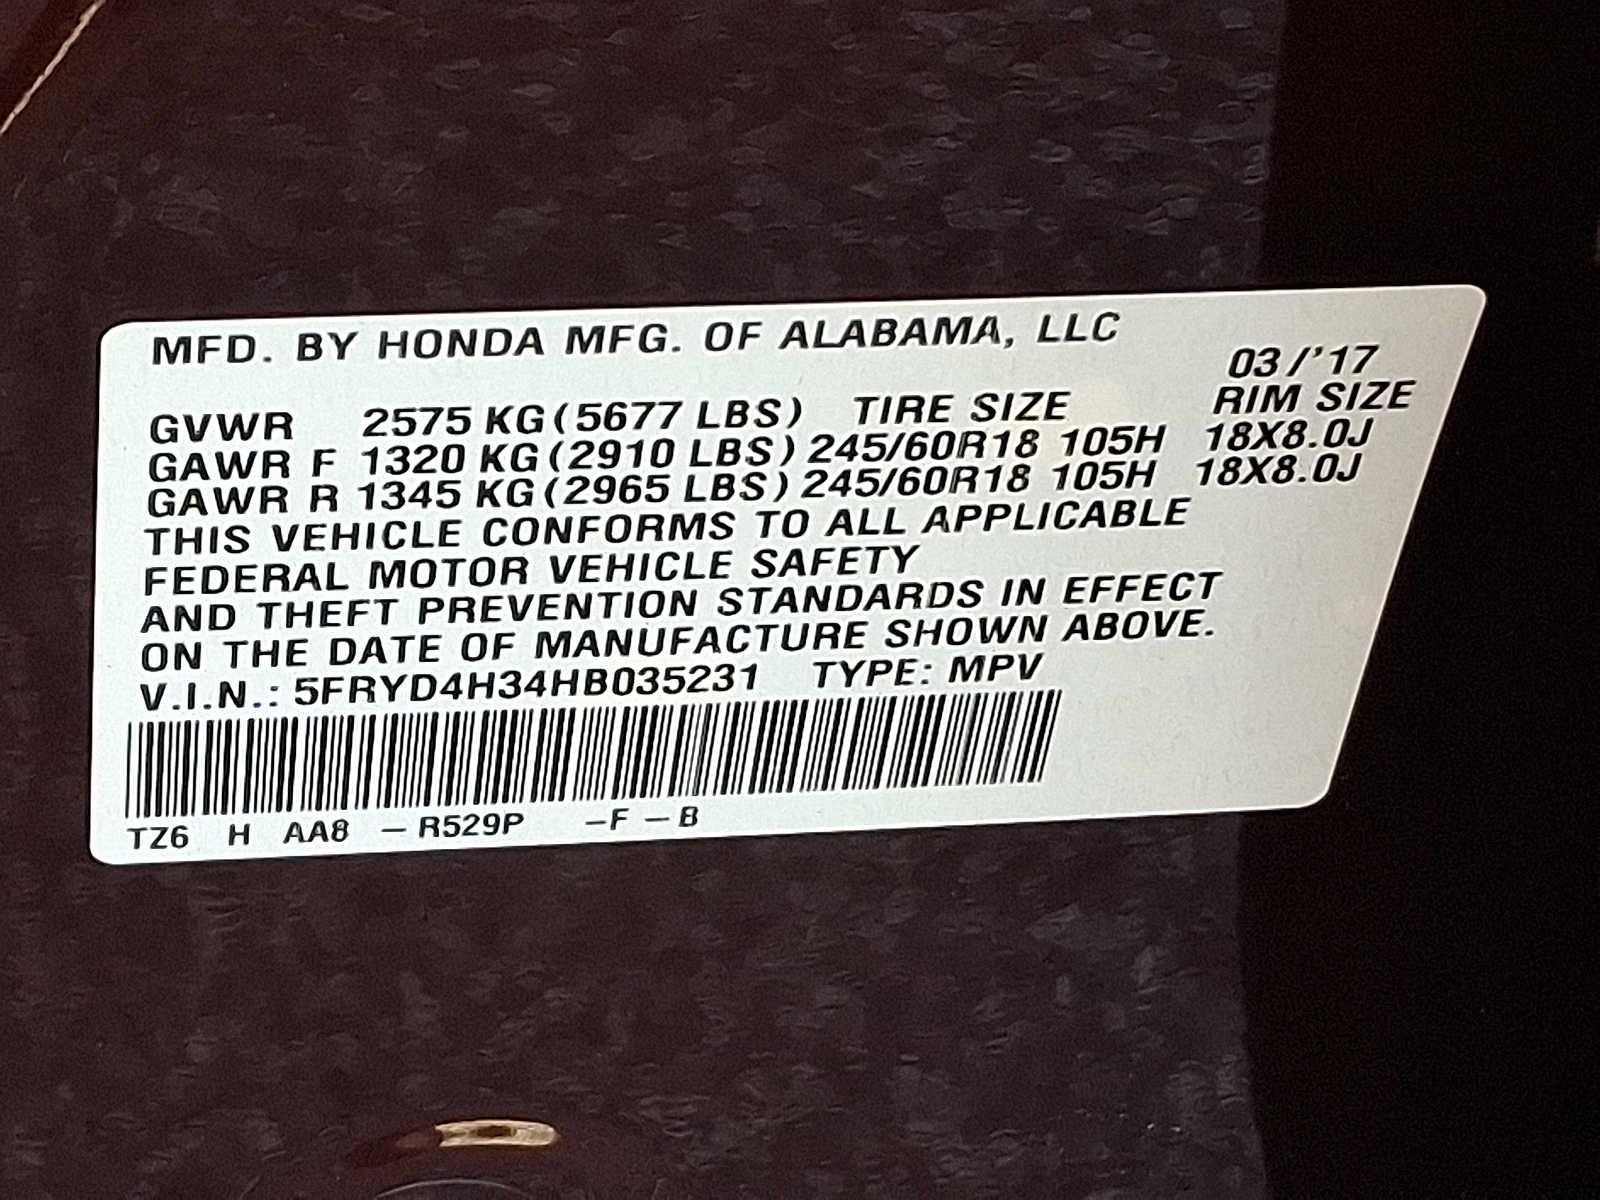 MFD. BY HONDA MFG. OF ALABAMA, LLC
03/'17
GVWR 2575 KG(5677 LBS) TIRE SIZE RIM SIZE
GAWR F 1320 KG(2910 LBS) 245/60R18 105H 18X8.0J
GAWR R 1345 KG(2965 LBS) 245/60R18 105H 18X8.0J
THIS VEHICLE CONFORMS TO ALL APPLICABLE
FEDERAL MOTOR VEHICLE SAFETY
AND THEFT PREVENTION STANDARDS IN EFFECT
ON THE DATE OF MANUFACTURE SHOWN ABOVE.
V.I.N.: 5FRYD4H34HB035231 TYPE: MPV
TZ6 H AA8 – R529P –F – B